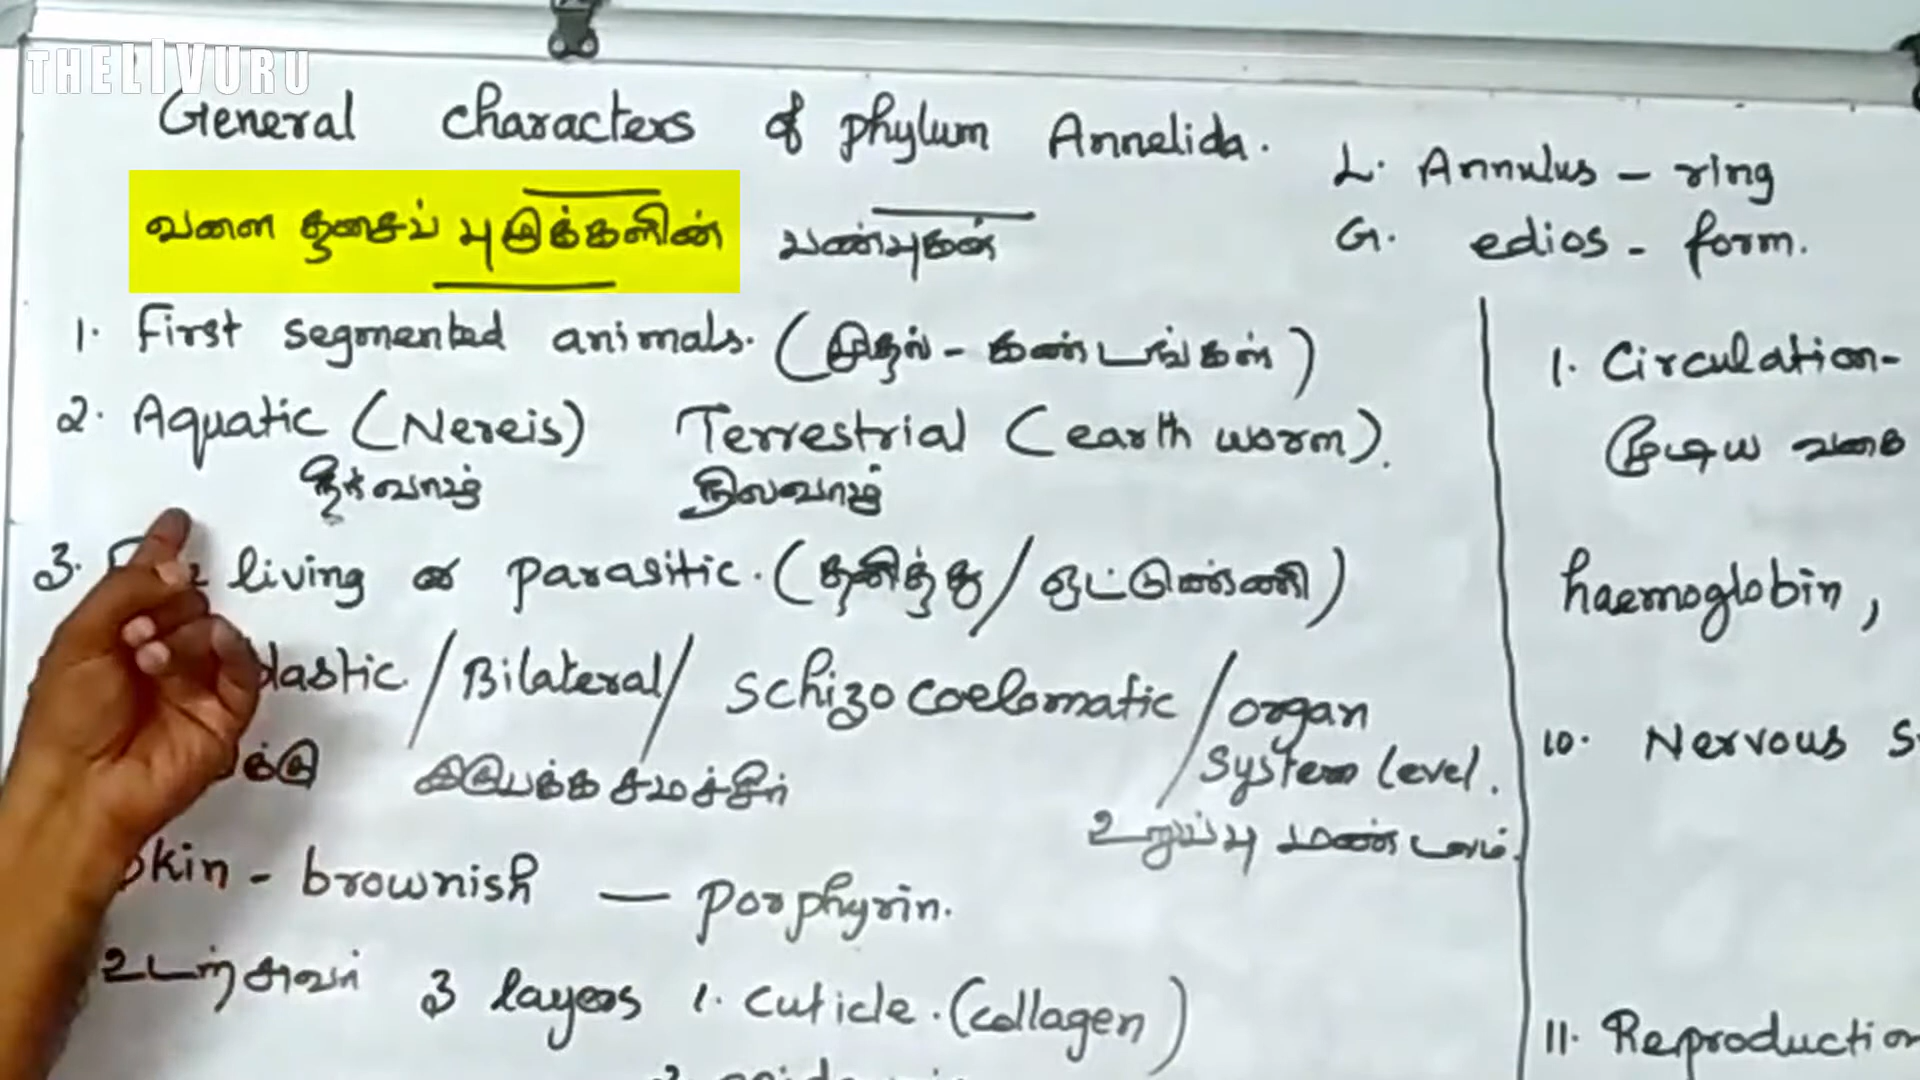 THELIVURU
General characters of phylum Annelida.
வளை தசைப் புழுக்களின் பண்புகள்
L. Annulus - ring
G. edios - form.
1. First segmented animals. (முதல் - கண்டங்கள்)
2. Aquatic (Nereis) Terrestrial (earth worm).
நீர்வாழ் நிலவாழ்
3. living or parasitic. (தனித்து / ஒட்டுண்ணி)
/ Bilateral / Schizo coelomatic / organ
System level.
இருபக்க சமச்சீர்
உறுப்பு மண்டலம்.
Skin - brownish — porphyrin.
உடற்சுவர் 3 layers 1. cuticle. (collagen)
1. Circulation-
மூடிய வகை
haemoglobin,
10. Nervous
11. Reproduction